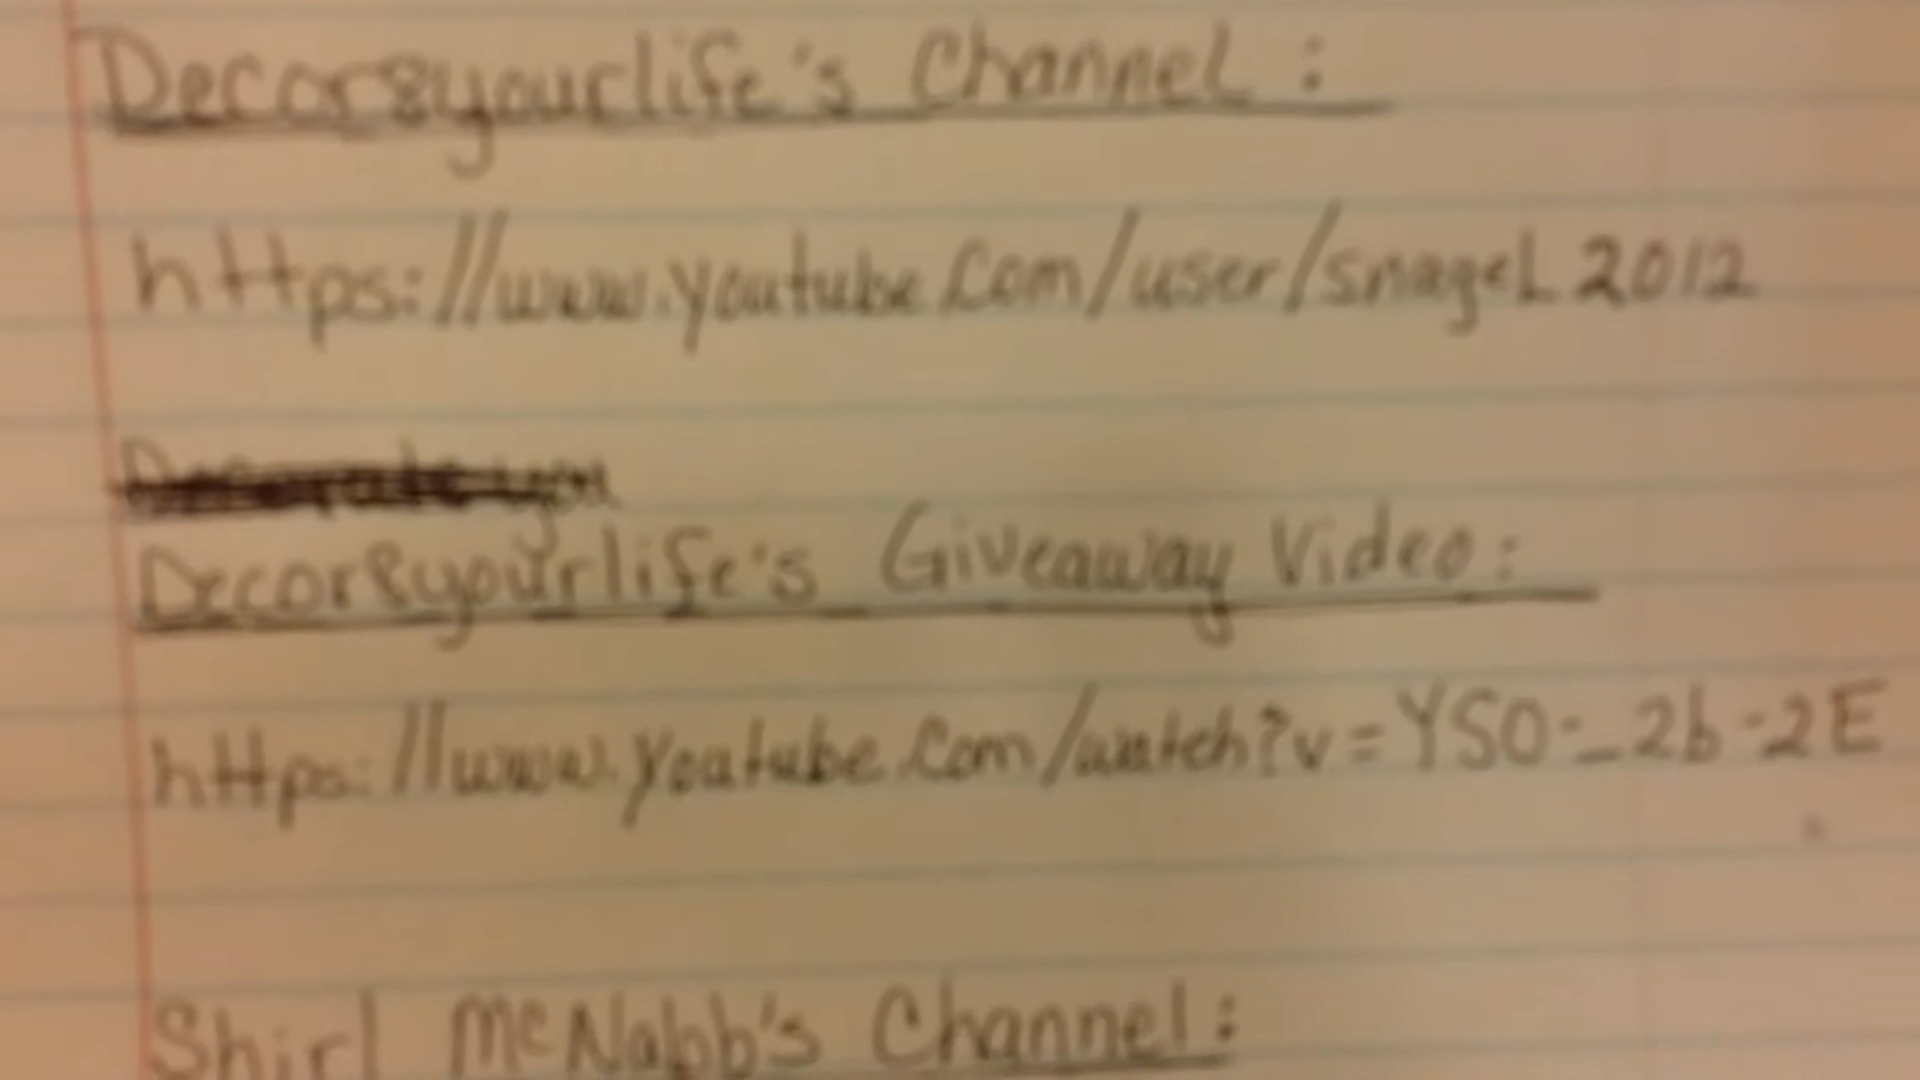 Decor8yourlife's Channel:
https://www.youtube.com/user/snagel2012
Decor8yourlife's Giveaway Video:
https://www.youtube.com/watch?v=YSO-_2b-2E
Shirl McNabb's Channel: